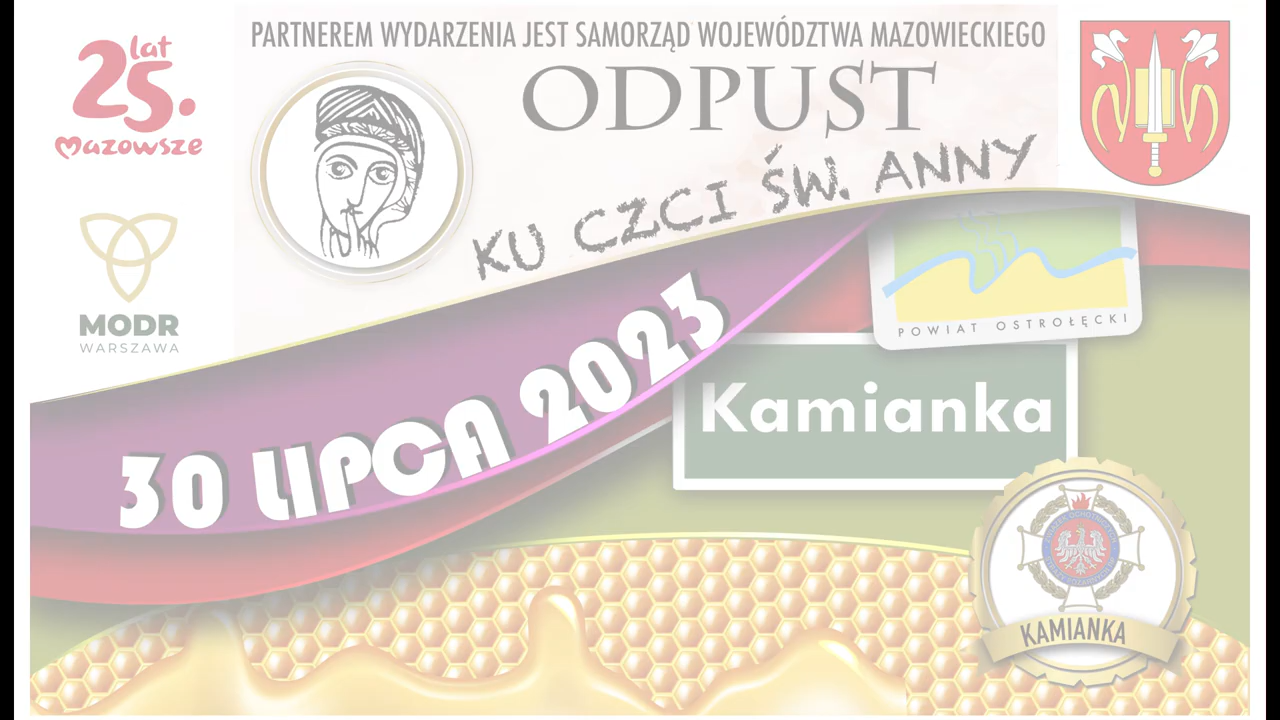 PARTNEREM WYDARZENIA JEST SAMORZĄD WOJEWÓDZTWA MAZOWIECKIEGO
25 lat.
Mazowsze
ODPUST
KU CZCI ŚW. ANNY
MODR
WARSZAWA
POWIAT OSTROŁĘCKI
30 LIPCA 2023
Kamianka
KAMIANKA